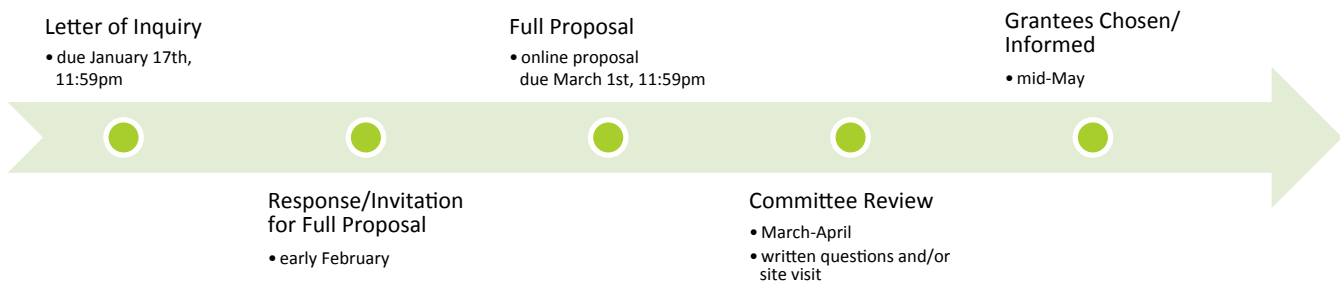 Letter of Inquiry
• due January 17th,
11:59pm
Response/Invitation
for Full Proposal
• early February
Full Proposal
• online proposal
due March 1st, 11:59pm
Committee Review
• March-April
• written questions and/or
site visit
Grantees Chosen/
Informed
• mid-May